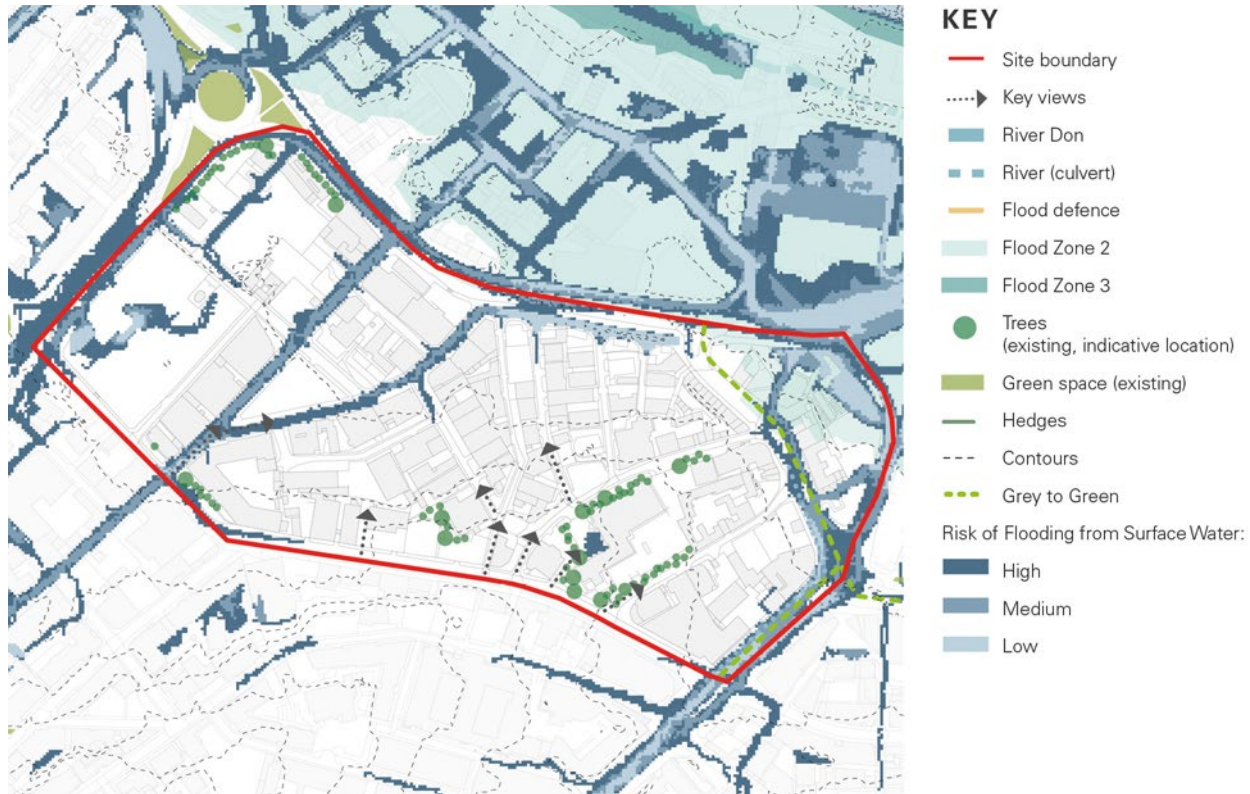 KEY
Site boundary
Key views
River Don
River (culvert)
Flood defence
Flood Zone 2
Flood Zone 3
Trees
(existing, indicative location)
Green space (existing)
Hedges
Contours
Grey to Green
Risk of Flooding from Surface Water:
High
Medium
Low